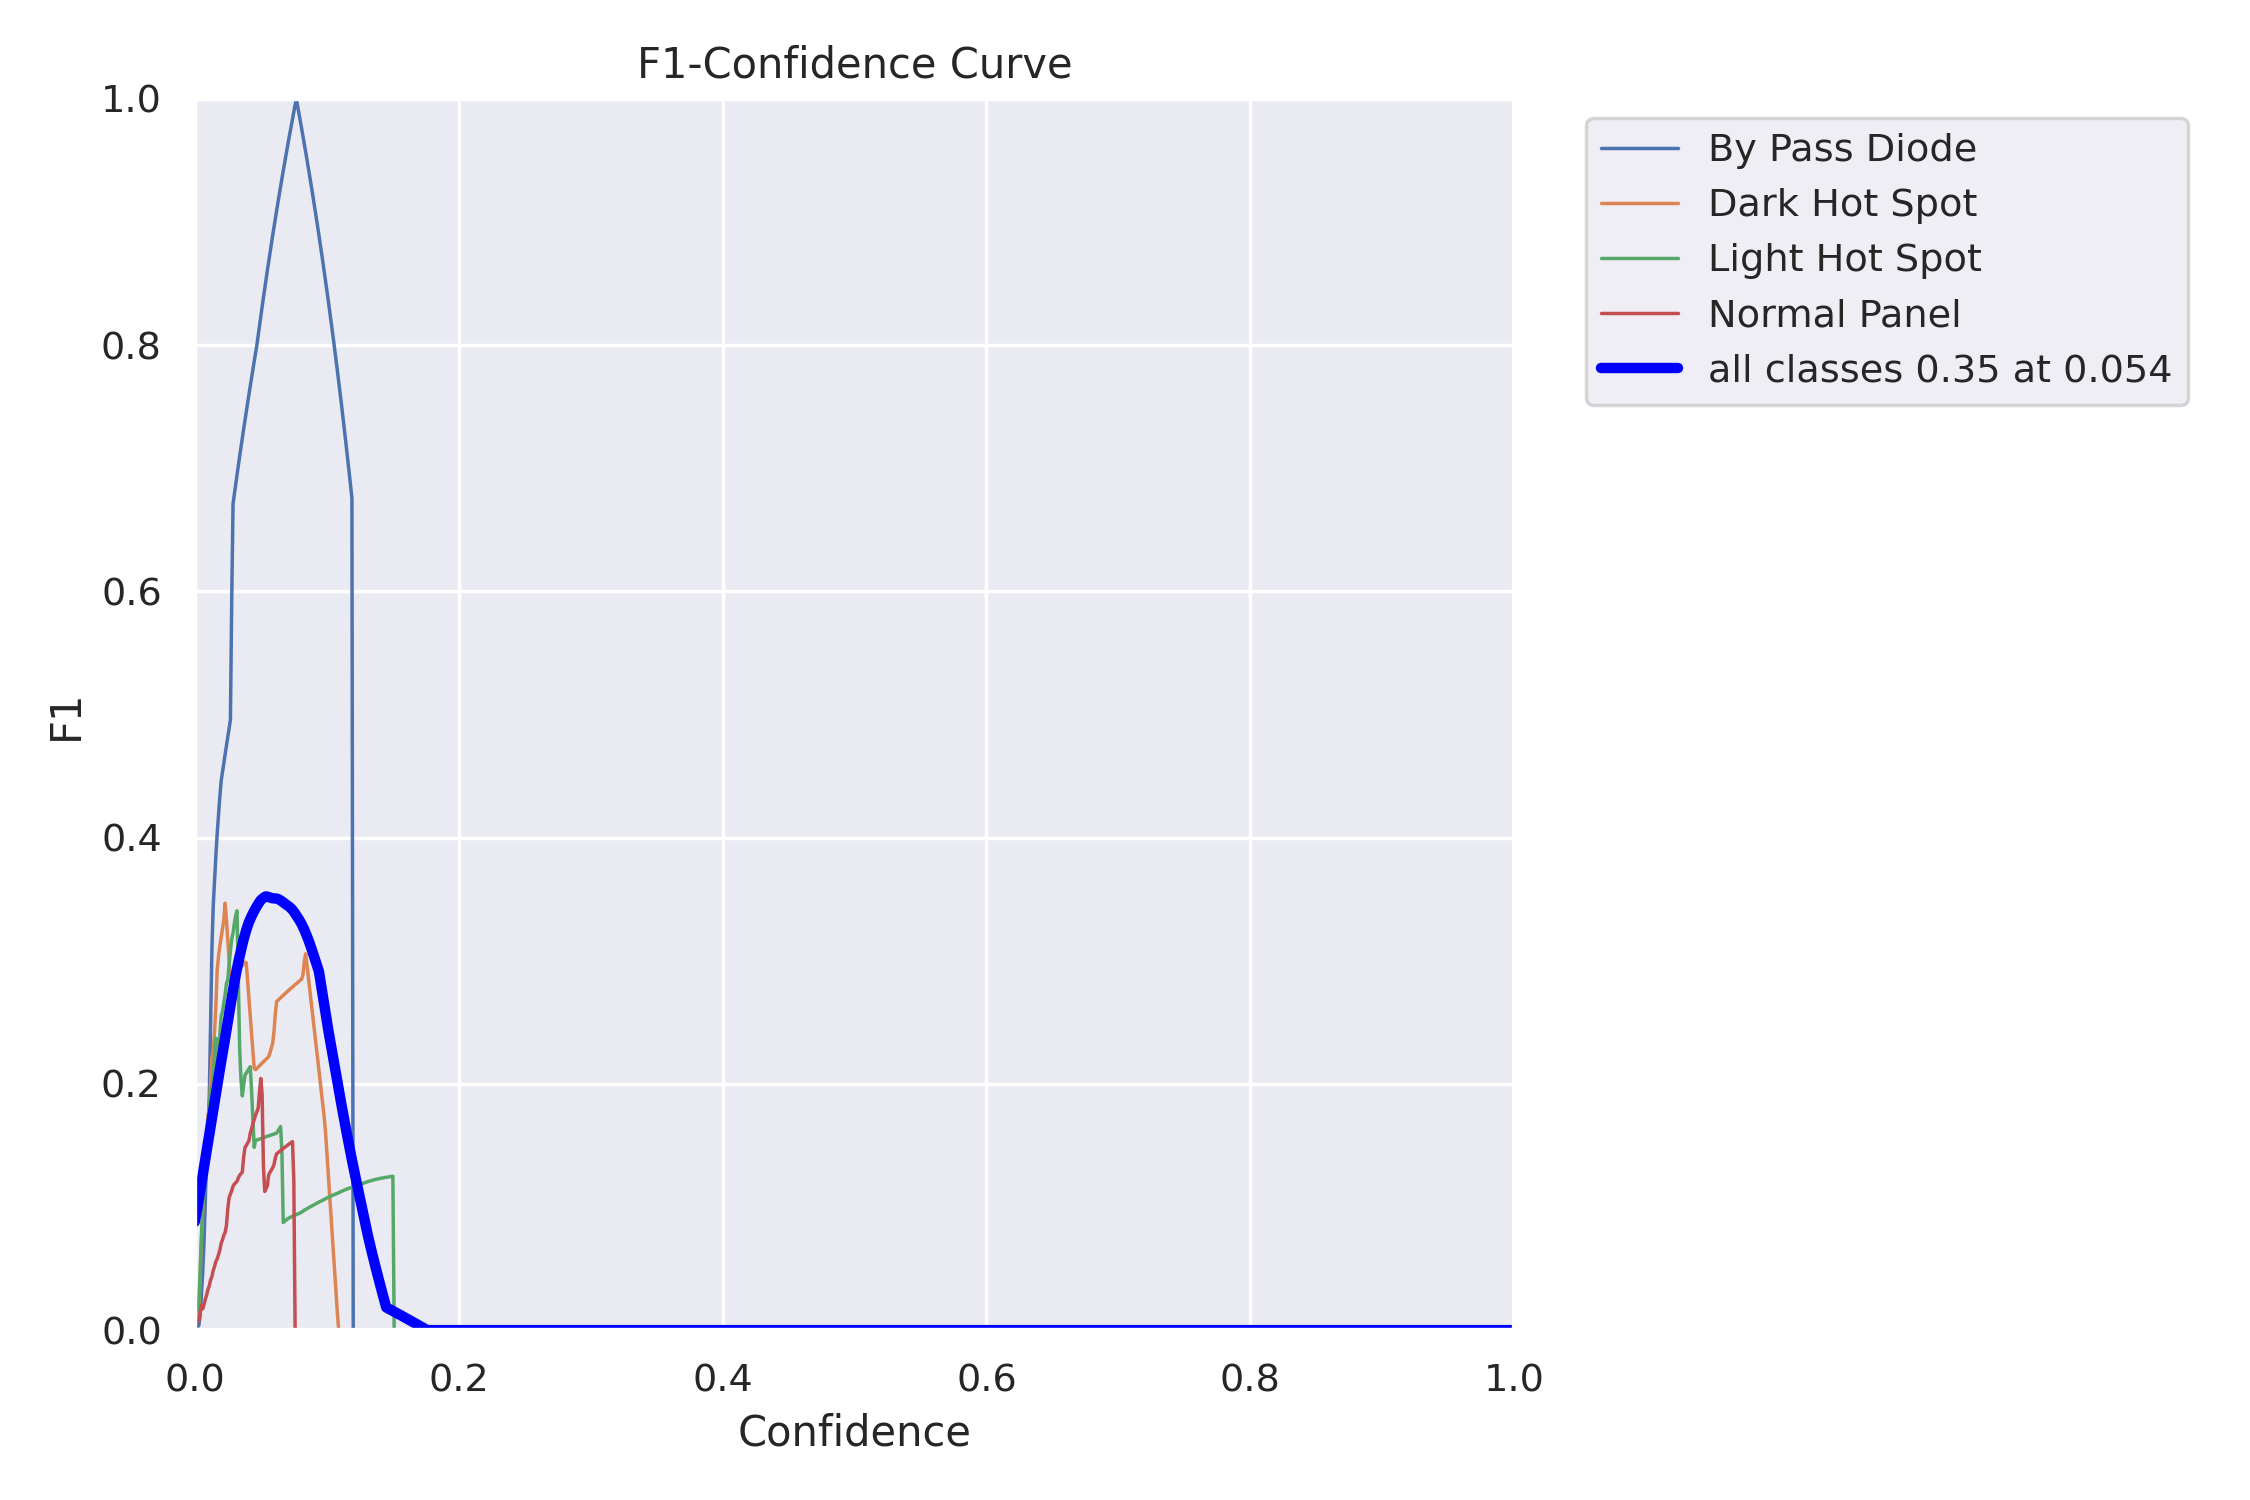 F1-Confidence Curve
1.0
0.8
0.6
0.4
0.2
0.0
F1
0.0 0.2 0.4 0.6 0.8 1.0
Confidence
By Pass Diode
Dark Hot Spot
Light Hot Spot
Normal Panel
all classes 0.35 at 0.054